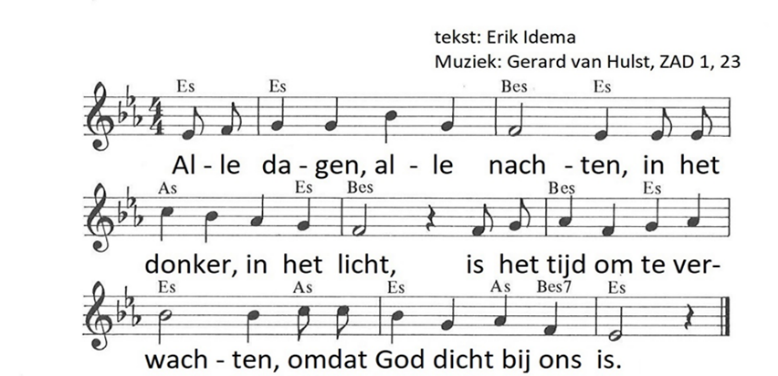 tekst: Erik Idema
Muziek: Gerard van Hulst, ZAD 1, 23
Es Es Bes Es
4
4
Al - le da - gen, al - le nach - ten, in het
As Es Bes Bes Es
donker, in het licht, is het tijd om te ver-
Es As Es As Bes7 Es
wach - ten, omdat God dicht bij ons is.